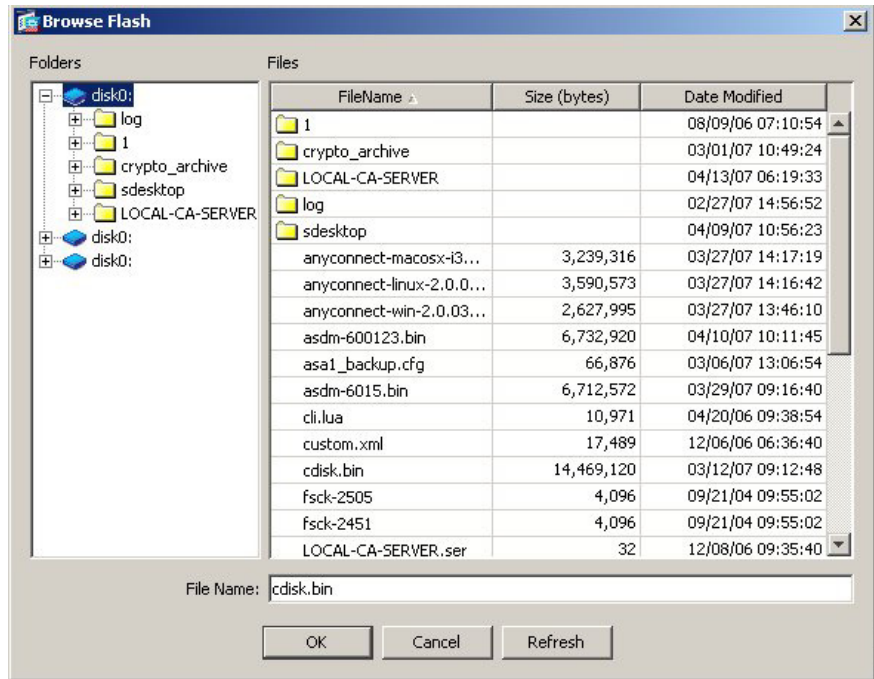 Browse Flash
Folders
Files
disk0:
log
1
crypto_archive
sdesktop
LOCAL-CA-SERVER
disk0:
disk0:
FileName Size (bytes) Date Modified
1 08/09/06 07:10:54
crypto_archive 03/01/07 10:49:24
LOCAL-CA-SERVER 04/13/07 06:19:33
log 02/27/07 14:56:52
sdesktop 04/09/07 10:56:23
anyconnect-macosx-i3... 3,239,316 03/27/07 14:17:19
anyconnect-linux-2.0.0... 3,590,573 03/27/07 14:16:42
anyconnect-win-2.0.03... 2,627,995 03/27/07 13:46:10
asdm-600123.bin 6,732,920 04/10/07 10:11:45
asa1_backup.cfg 66,876 03/06/07 13:06:54
asdm-6015.bin 6,712,572 03/29/07 09:16:40
cli.lua 10,971 04/20/06 09:38:54
custom.xml 17,489 12/06/06 06:36:40
cdisk.bin 14,469,120 03/12/07 09:12:48
fsck-2505 4,096 09/21/04 09:55:02
fsck-2451 4,096 09/21/04 09:55:02
LOCAL-CA-SERVER.ser 32 12/08/06 09:35:40
File Name: cdisk.bin
OK Cancel Refresh